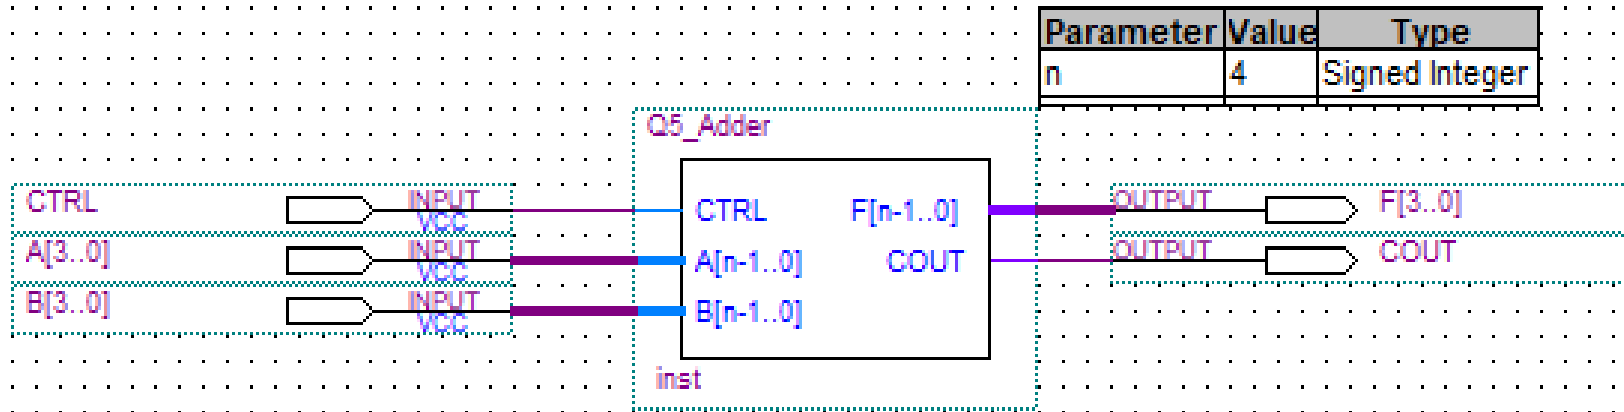 Parameter Value Type
n 4 Signed Integer
Q5_Adder
CTRL INPUT VCC
A[3..0] INPUT VCC
B[3..0] INPUT VCC
CTRL F[n-1..0]
A[n-1..0] COUT
B[n-1..0]
inst
OUTPUT F[3..0]
OUTPUT COUT